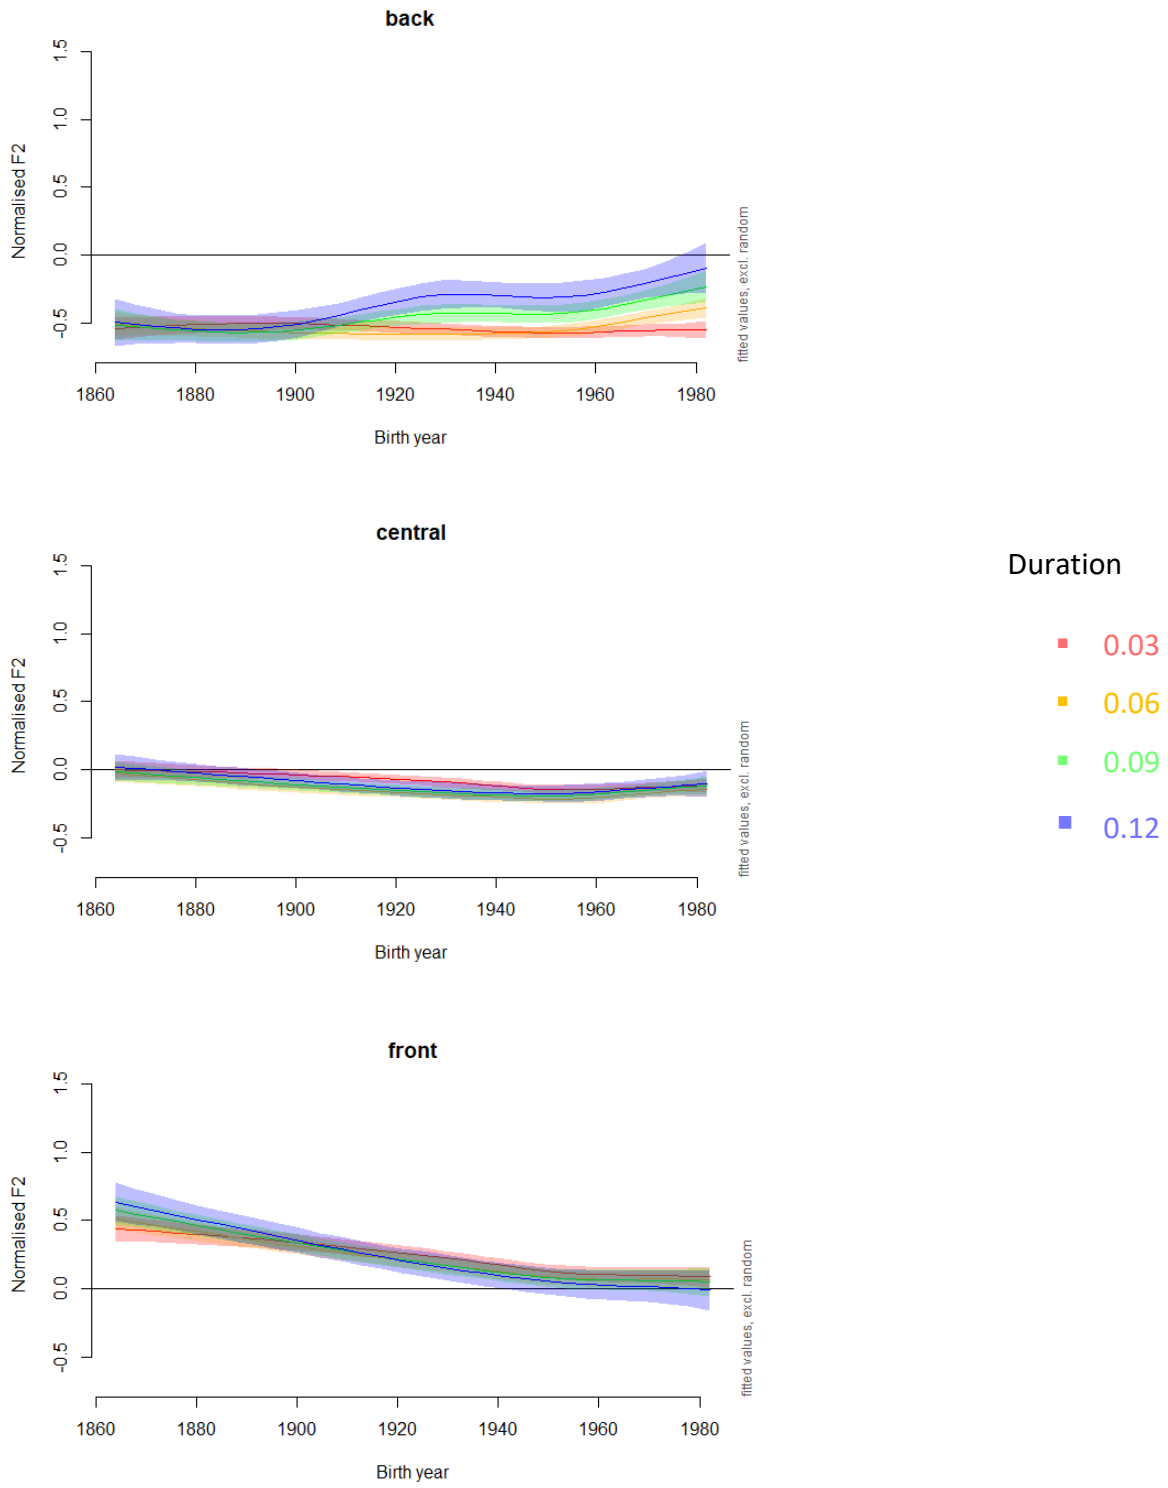 back
Normalised F2
1.5
1.0
0.5
0.0
-0.5
1860 1880 1900 1920 1940 1960 1980
Birth year
fitted values, excl. random
central
Normalised F2
1.5
1.0
0.5
0.0
-0.5
1860 1880 1900 1920 1940 1960 1980
Birth year
fitted values, excl. random
Duration
0.03
0.06
0.09
0.12
front
Normalised F2
1.5
1.0
0.5
0.0
-0.5
1860 1880 1900 1920 1940 1960 1980
Birth year
fitted values, excl. random